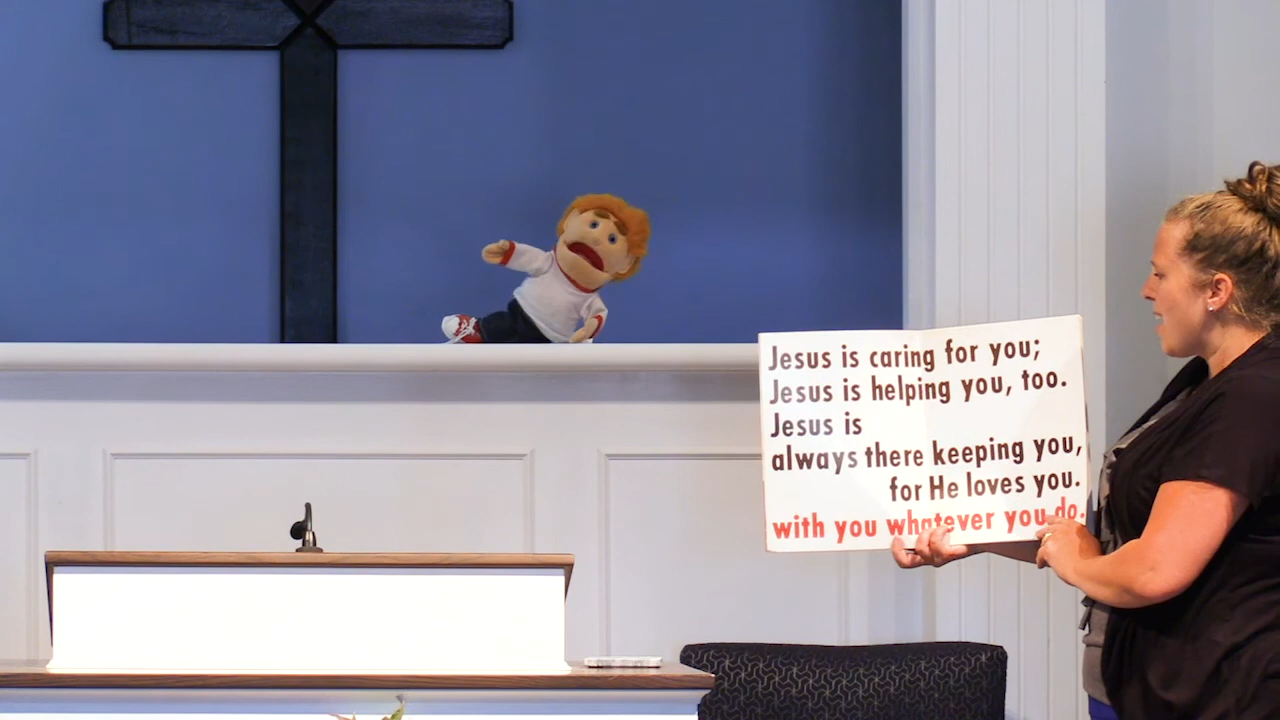 Jesus is caring for you;
Jesus is helping you, too.
Jesus is
always there keeping you,
for He loves you.
with you whatever you do.